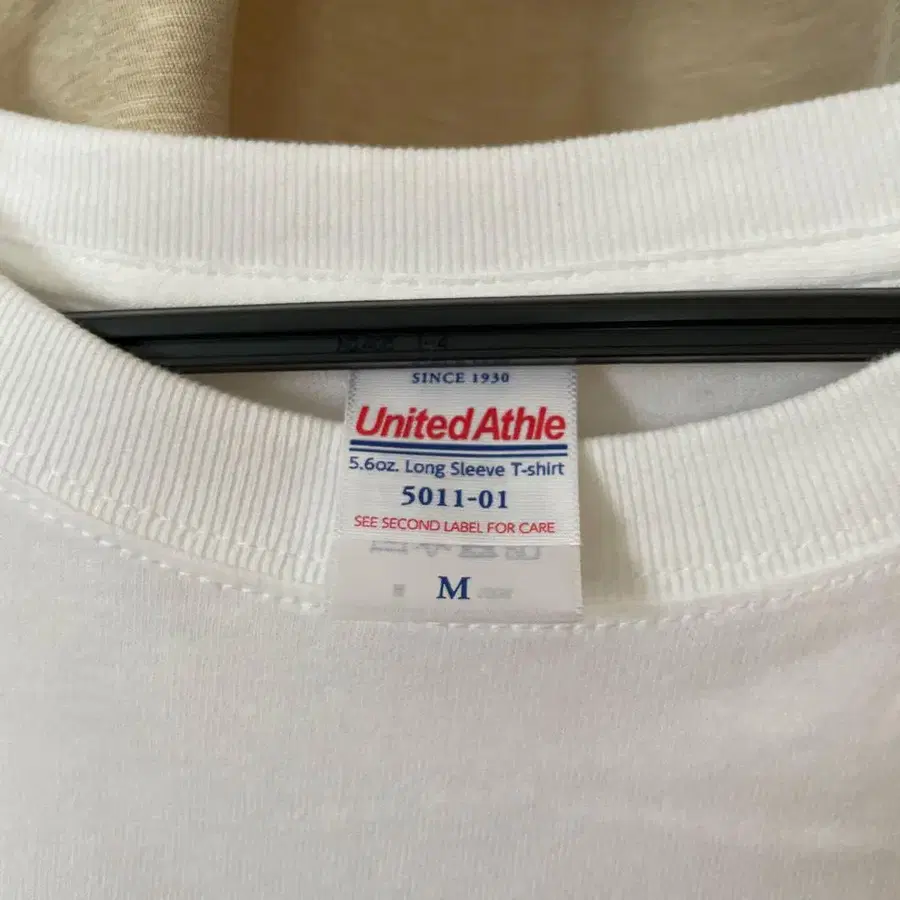 SINCE 1930
United Athle
5.6oz. Long Sleeve T-shirt
5011-01
SEE SECOND LABEL FOR CARE
M